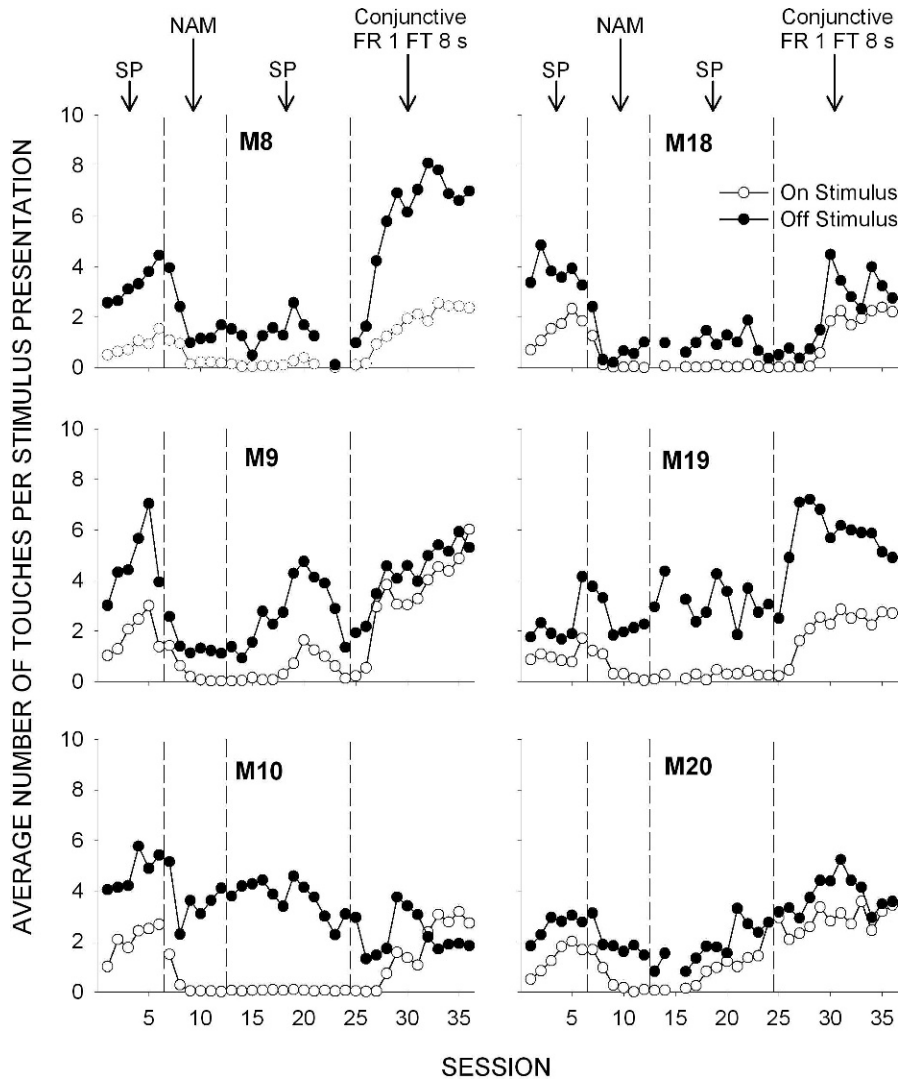 Conjunctive
FR 1 FT 8 s
NAM
SP
SP
Conjunctive
FR 1 FT 8 s
NAM
SP
SP
AVERAGE NUMBER OF TOUCHES PER STIMULUS PRESENTATION
10
8
6
4
2
0
M8
M18
On Stimulus
Off Stimulus
10
8
6
4
2
0
M9
M19
10
8
6
4
2
0
M10
M20
5 10 15 20 25 30 35
5 10 15 20 25 30 35
SESSION